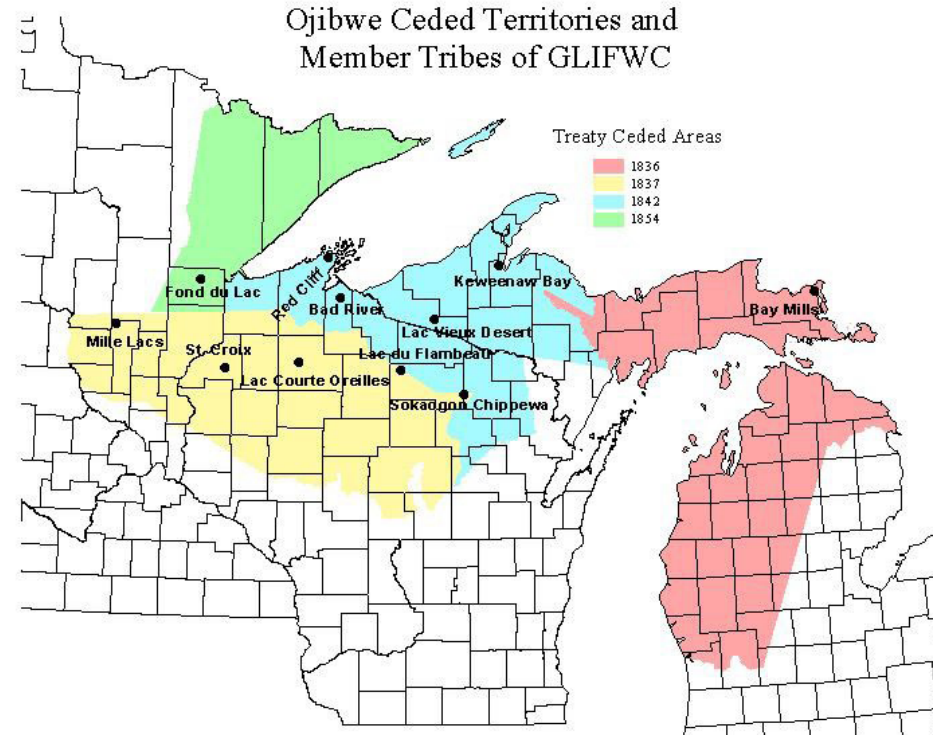 Ojibwe Ceded Territories and
Member Tribes of GLIFWC
Treaty Ceded Areas
1836
1837
1842
1854
Red Cliff
Keweenaw Bay
Fond du Lac
Bad River
Bay Mills
Lac Vieux Desert
Mille Lacs
St. Croix
Lac du Flambeau
Lac Courte Oreilles
Sokaogon Chippewa